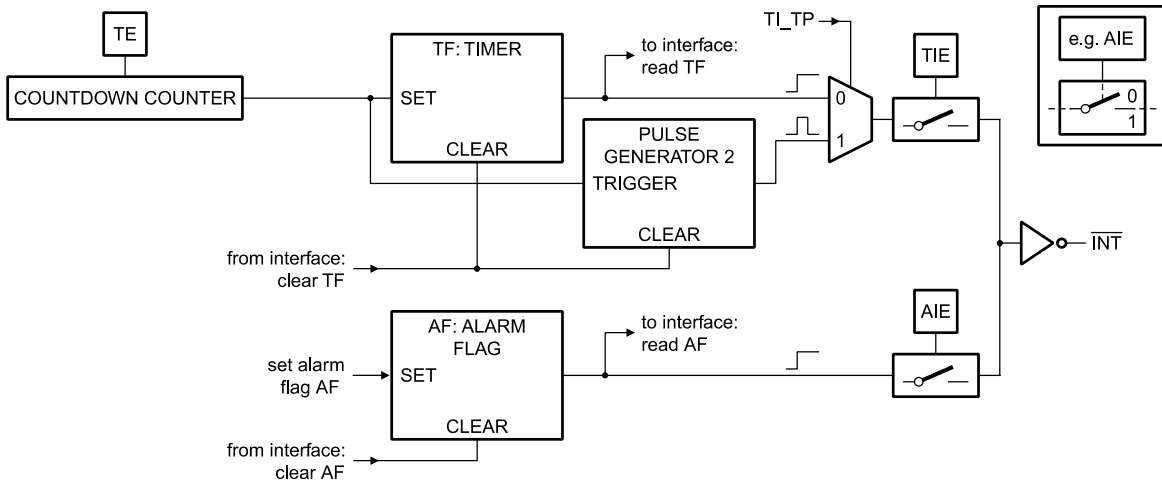 TE
COUNTDOWN COUNTER
TF: TIMER
SET
CLEAR
to interface:
read TF
PULSE
GENERATOR 2
TRIGGER
CLEAR
from interface:
clear TF
TI_TP
0
1
TIE
e.g. AIE
0
1
INT
AF: ALARM
FLAG
set alarm
flag AF
SET
CLEAR
from interface:
clear AF
to interface:
read AF
AIE